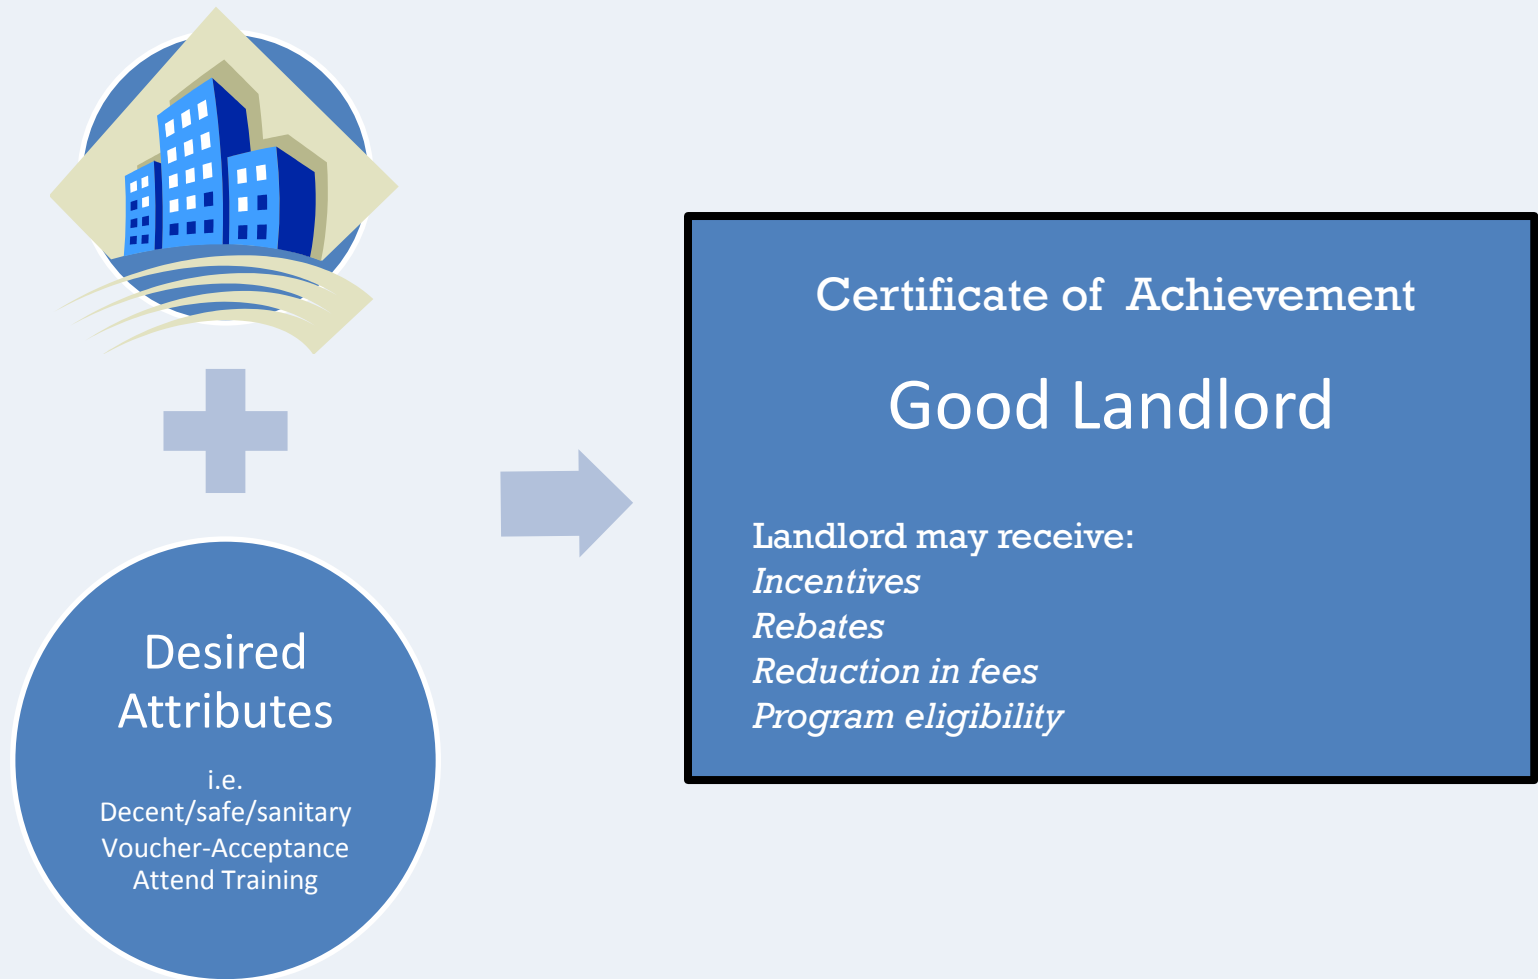 Desired
Attributes
i.e.
Decent/safe/sanitary
Voucher-Acceptance
Attend Training
Certificate of Achievement
Good Landlord
Landlord may receive:
Incentives
Rebates
Reduction in fees
Program eligibility